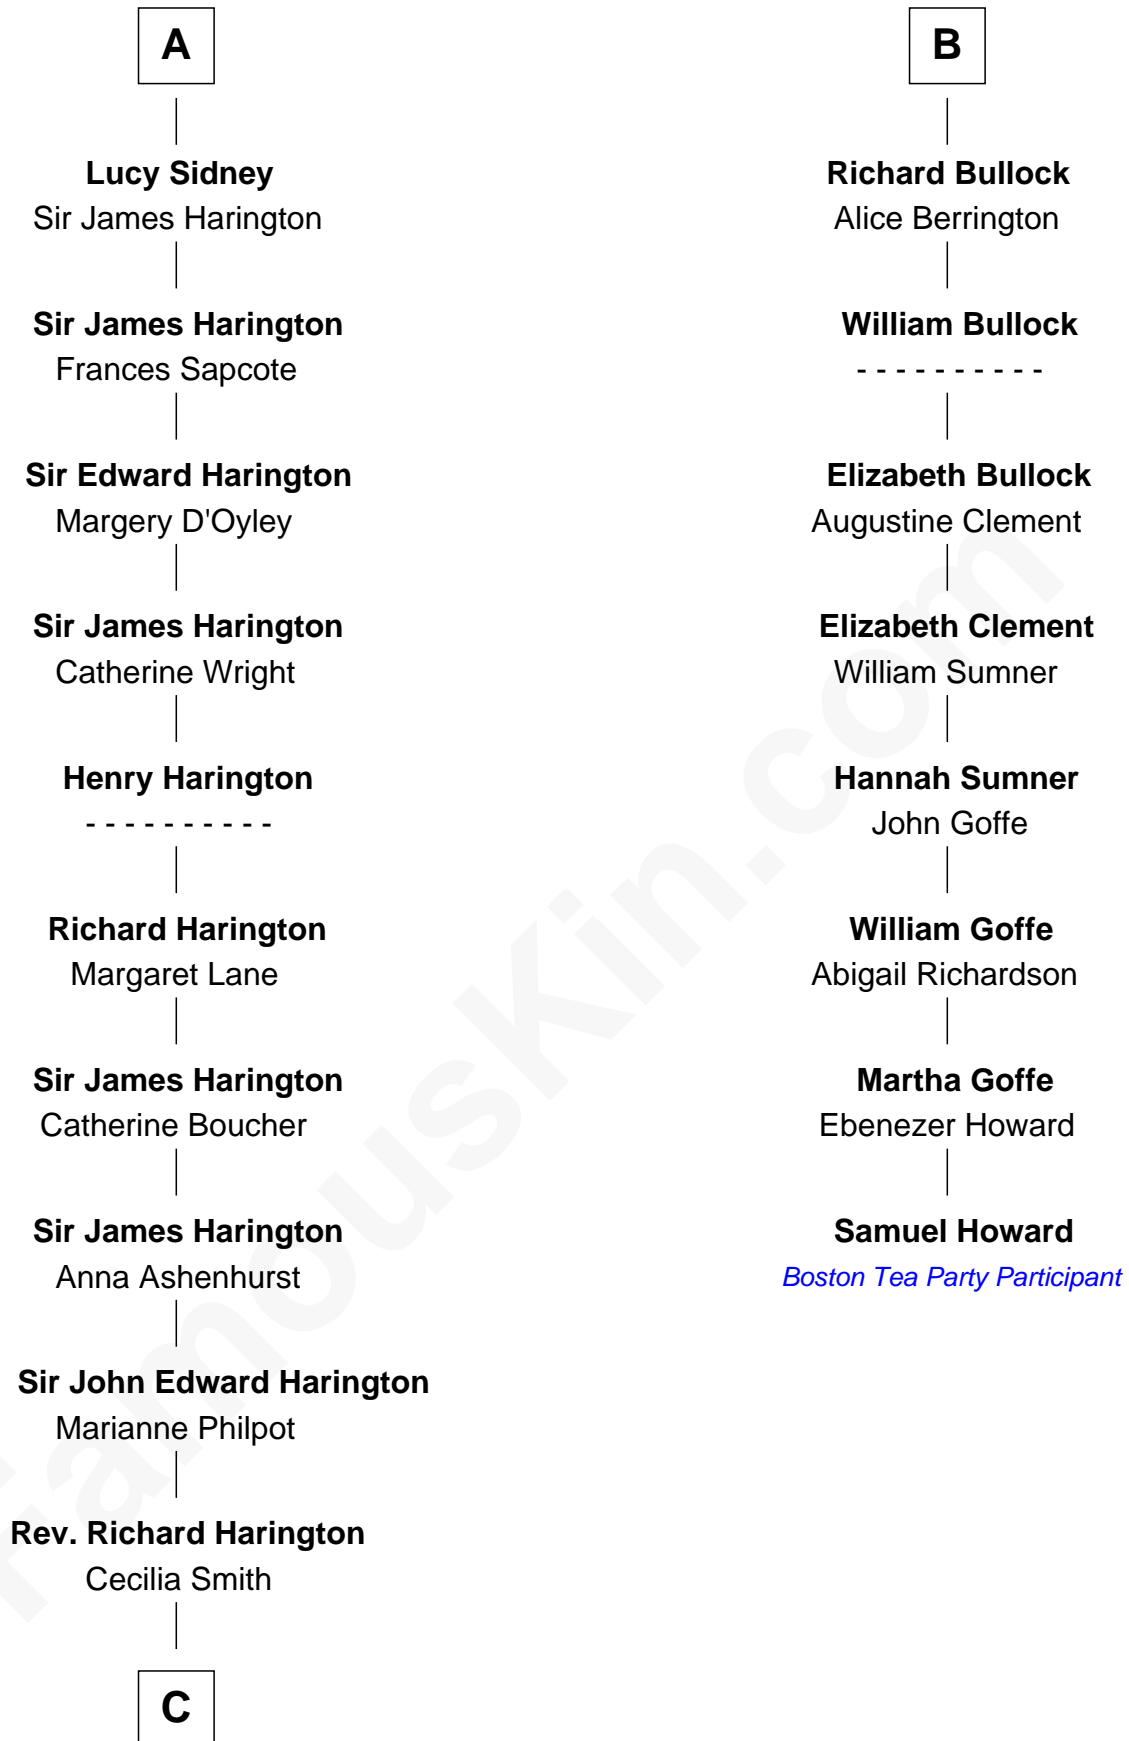 A
Lucy Sidney
Sir James Harington
Sir James Harington
Frances Sapcote
Sir Edward Harington
Margery D'Oyley
Sir James Harington
Catherine Wright
Henry Harington
- - - - - - - - - -
Richard Harington
Margaret Lane
Sir James Harington
Catherine Boucher
Sir James Harington
Anna Ashenhurst
Sir John Edward Harington
Marianne Philpot
Rev. Richard Harington
Cecilia Smith
C
B
Richard Bullock
Alice Berrington
William Bullock
- - - - - - - - - -
Elizabeth Bullock
Augustine Clement
Elizabeth Clement
William Sumner
Hannah Sumner
John Goffe
William Goffe
Abigail Richardson
Martha Goffe
Ebenezer Howard
Samuel Howard
Boston Tea Party Participant
FamousKin.com